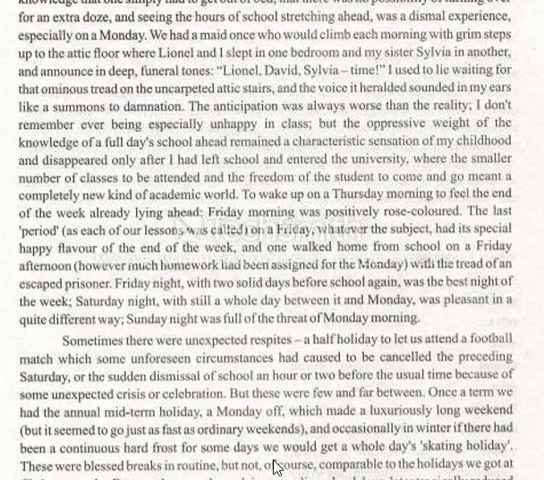 for an extra doze, and seeing the hours of school stretching ahead, was a dismal experience,
especially on a Monday. We had a maid once who would climb each morning with grim steps
up to the attic floor where Lionel and I slept in one bedroom and my sister Sylvia in another,
and announce in deep, funeral tones: “Lionel, David, Sylvia – time!” I used to lie waiting for
that ominous tread on the uncarpeted attic stairs, and the voice it heralded sounded in my ears
like a summons to damnation. The anticipation was always worse than the reality; I don't
remember ever being especially unhappy in class; but the oppressive weight of the
knowledge of a full day's school ahead remained a characteristic sensation of my childhood
and disappeared only after I had left school and entered the university, where the smaller
number of classes to be attended and the freedom of the student to come and go meant a
completely new kind of academic world. To wake up on a Thursday morning to feel the end
of the week already lying ahead: Friday morning was positively rose-coloured. The last
'period' (as each of our lessons was called) on a Friday, whatever the subject, had its special
happy flavour of the end of the week, and one walked home from school on a Friday
afternoon (however much homework had been assigned for the Monday) with the tread of an
escaped prisoner. Friday night, with two solid days before school again, was the best night of
the week; Saturday night, with still a whole day between it and Monday, was pleasant in a
quite different way; Sunday night was full of the threat of Monday morning.
Sometimes there were unexpected respites – a half holiday to let us attend a football
match which some unforeseen circumstances had caused to be cancelled the preceding
Saturday, or the sudden dismissal of school an hour or two before the usual time because of
some unexpected crisis or celebration. But these were few and far between. Once a term we
had the annual mid-term holiday, a Monday off, which made a luxuriously long weekend
(but it seemed to go just as fast as ordinary weekends), and occasionally in winter if there had
been a continuous hard frost for some days we would get a whole day's 'skating holiday'.
These were blessed breaks in routine, but not, of course, comparable to the holidays we got at